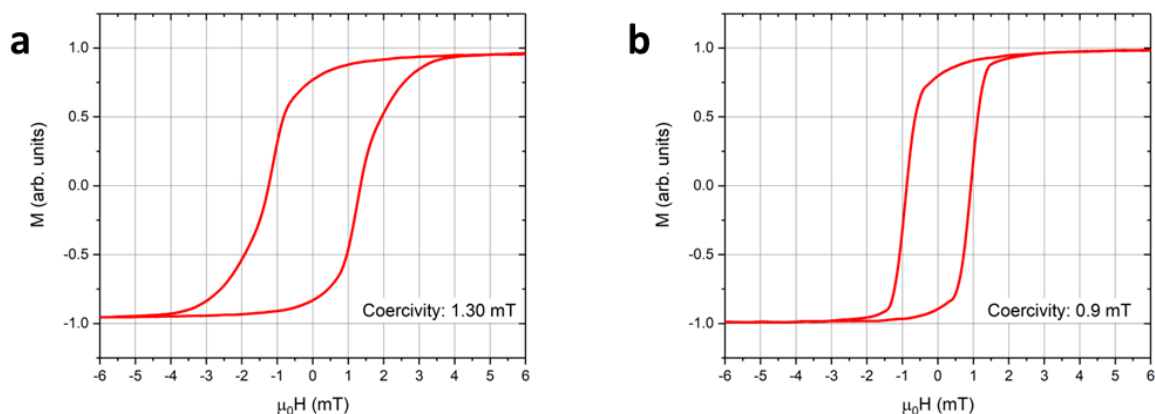 a
1.0
0.5
0.0
-0.5
-1.0
M (arb. units)
Coercivity: 1.30 mT
-6 -5 -4 -3 -2 -1 0 1 2 3 4 5 6
μ₀H (mT)
b
1.0
0.5
0.0
-0.5
-1.0
M (arb. units)
Coercivity: 0.9 mT
-6 -5 -4 -3 -2 -1 0 1 2 3 4 5 6
μ₀H (mT)